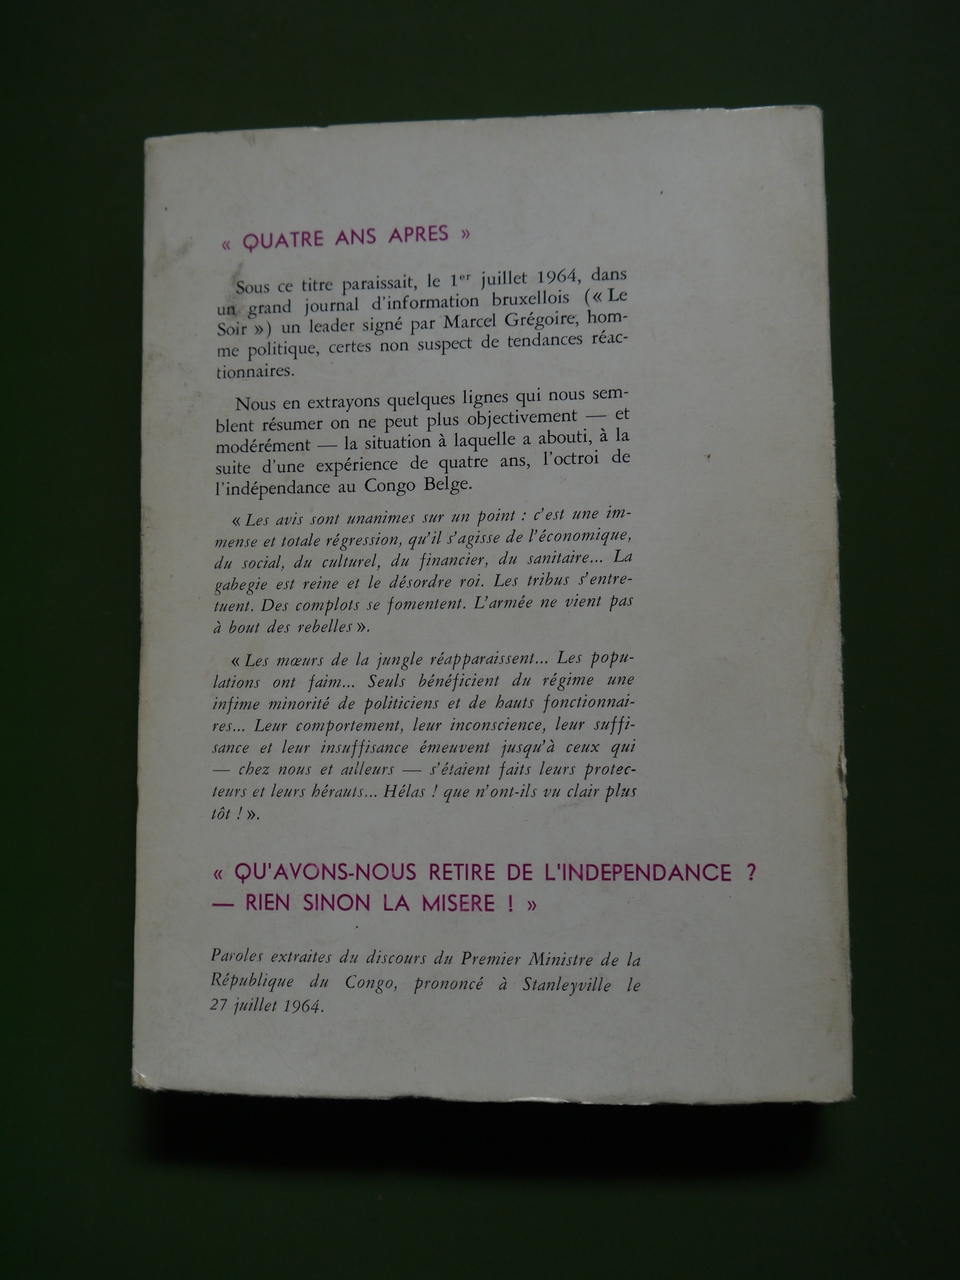 « QUATRE ANS APRES »
Sous ce titre paraissait, le 1er juillet 1964, dans
un grand journal d'information bruxellois (« Le
Soir ») un leader signé par Marcel Grégoire, hom-
me politique, certes non suspect de tendances réac-
tionnaires.
Nous en extrayons quelques lignes qui nous sem-
blent résumer on ne peut plus objectivement — et
modérément — la situation à laquelle a abouti, à la
suite d'une expérience de quatre ans, l'octroi de
l'indépendance au Congo Belge.
« Les avis sont unanimes sur un point : c'est une im-
mense et totale régression, qu'il s'agisse de l'économique,
du social, du culturel, du financier, du sanitaire... La
gabegie est reine et le désordre roi. Les tribus s'entre-
tuent. Des complots se fomentent. L'armée ne vient pas
à bout des rebelles ».
« Les mœurs de la jungle réapparaissent... Les popu-
lations ont faim... Seuls bénéficient du régime une
infime minorité de politiciens et de hauts fonctionnai-
res... Leur comportement, leur inconscience, leur suffi-
sance et leur insuffisance émeuvent jusqu'à ceux qui
— chez nous et ailleurs — s'étaient faits leurs protec-
teurs et leurs hérauts... Hélas ! que n'ont-ils vu clair plus
tôt ! ».
« QU'AVONS-NOUS RETIRE DE L'INDEPENDANCE ?
— RIEN SINON LA MISERE ! »
Paroles extraites du discours du Premier Ministre de la
République du Congo, prononcé à Stanleyville le
27 juillet 1964.